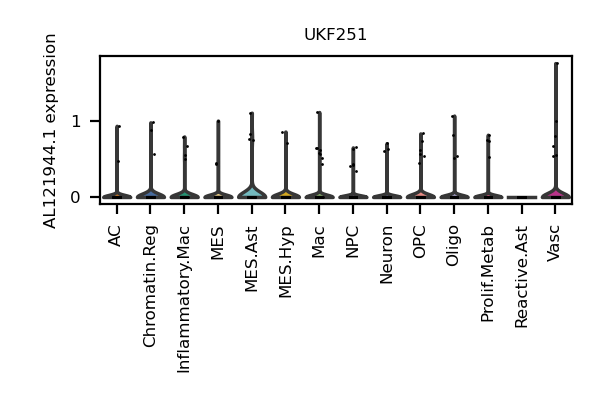 UKF251
AL121944.1 expression
1
0
AC
Chromatin.Reg
Inflammatory.Mac
MES
MES.Ast
MES.Hyp
Mac
NPC
Neuron
OPC
Oligo
Prolif.Metab
Reactive.Ast
Vasc